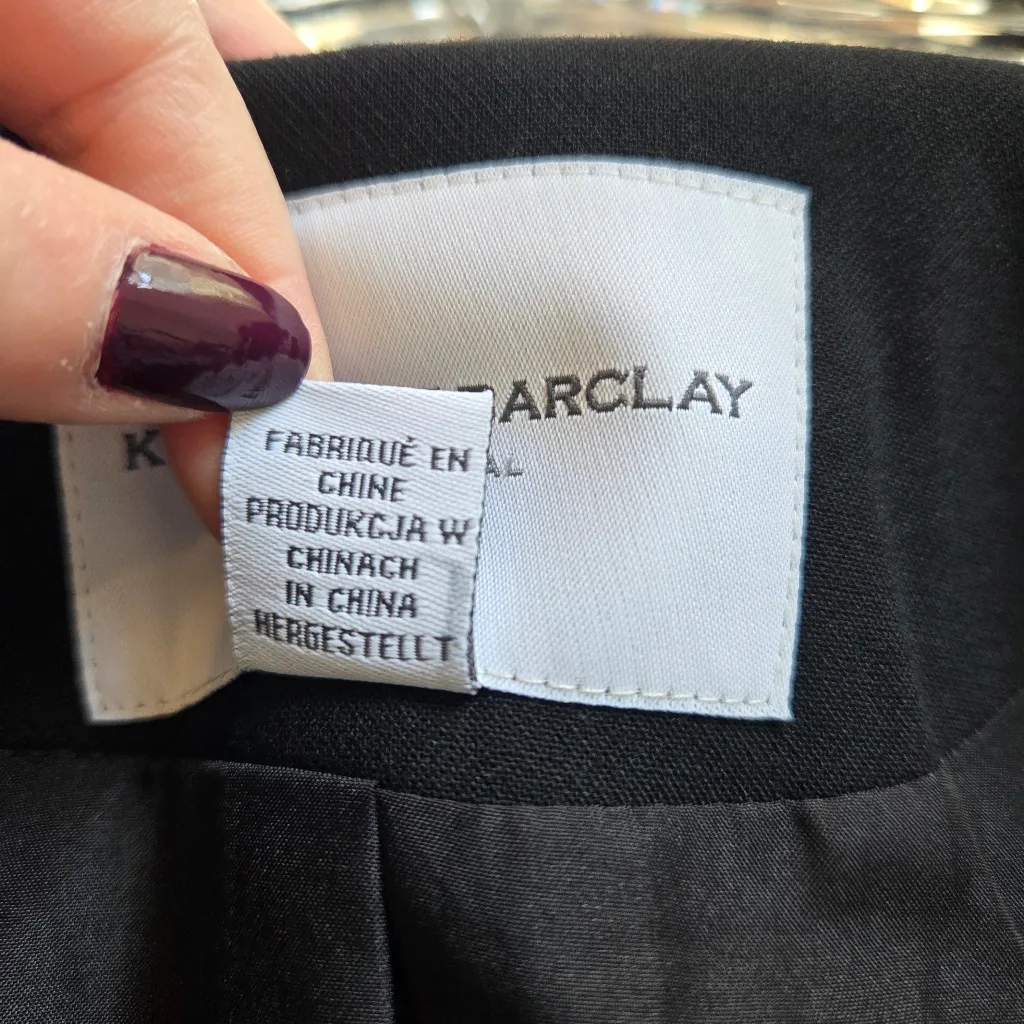 BARCLAY
FABRIQUÉ EN
CHINE
PRODUKCJA W
CHINACH
IN CHINA
HERGESTELLT